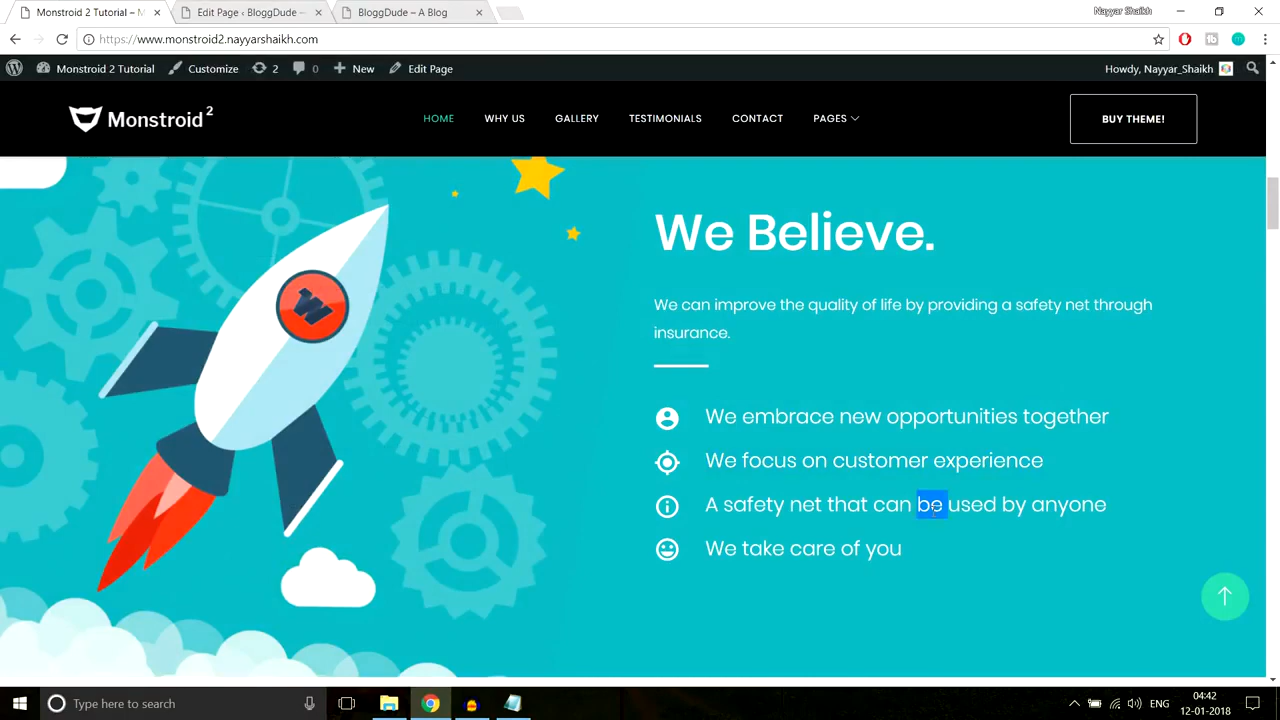 Monstroid 2 Tutorial – M
Edit Page ‹ BloggDude —
BloggDude – A Blog
Nayyar Shaikh
https://www.monstroid2.nayyarshaikh.com
Monstroid 2 Tutorial
Customize
2
0
New
Edit Page
Howdy, Nayyar_Shaikh
Monstroid 2
HOME
WHY US
GALLERY
TESTIMONIALS
CONTACT
PAGES
BUY THEME!
We Believe.
We can improve the quality of life by providing a safety net through
insurance.
We embrace new opportunities together
We focus on customer experience
A safety net that can be used by anyone
We take care of you
Type here to search
ENG
04:42
12-01-2018